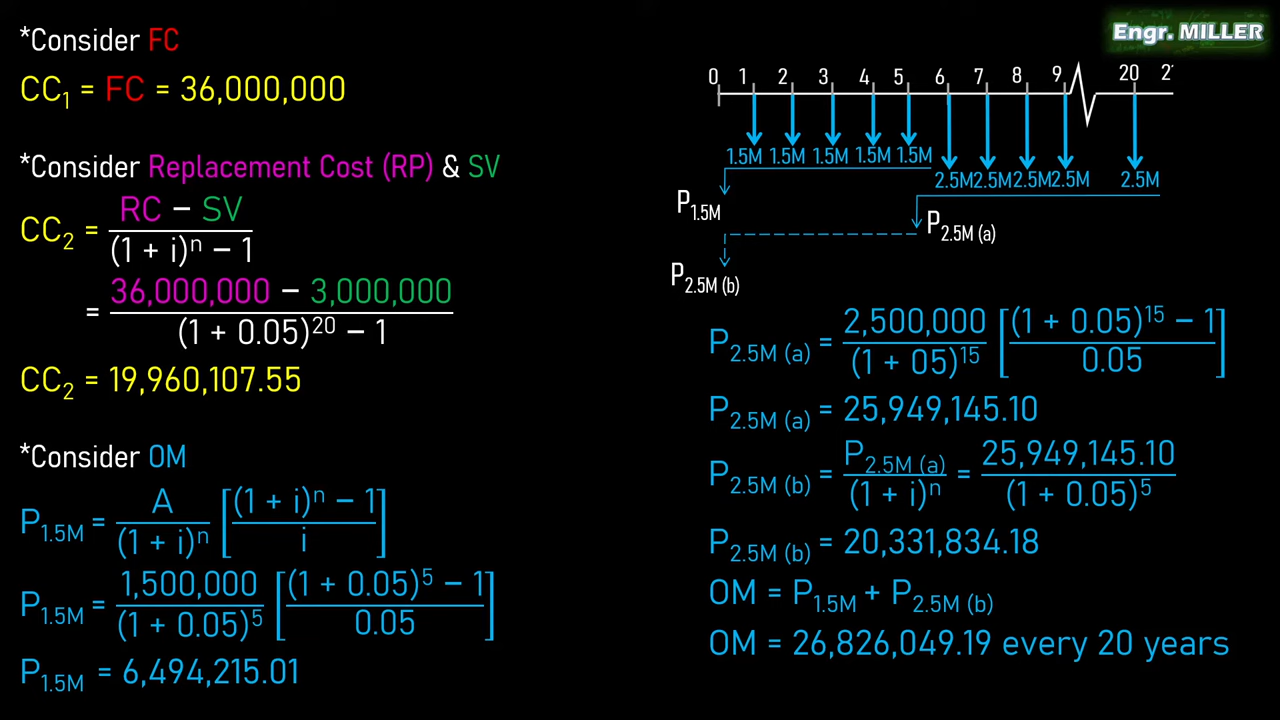 Engr. MILLER
*Consider FC
CC₁ = FC = 36,000,000
*Consider Replacement Cost (RP) & SV
CC₂ = (RC − SV) / ((1 + i)ⁿ − 1)
= (36,000,000 − 3,000,000) / ((1 + 0.05)²⁰ − 1)
CC₂ = 19,960,107.55
*Consider OM
P₁.₅M = A / (1 + i)ⁿ [((1 + i)ⁿ − 1) / i]
P₁.₅M = 1,500,000 / (1 + 0.05)⁵ [((1 + 0.05)⁵ − 1) / 0.05]
P₁.₅M = 6,494,215.01
0 1 2 3 4 5 6 7 8 9 20
1.5M 1.5M 1.5M 1.5M 1.5M
2.5M 2.5M 2.5M 2.5M 2.5M
P₁.₅M
P₂.₅M (a)
P₂.₅M (b)
P₂.₅M (a) = 2,500,000 / (1 + 05)¹⁵ [((1 + 0.05)¹⁵ − 1) / 0.05]
P₂.₅M (a) = 25,949,145.10
P₂.₅M (b) = P₂.₅M (a) / (1 + i)ⁿ = 25,949,145.10 / (1 + 0.05)⁵
P₂.₅M (b) = 20,331,834.18
OM = P₁.₅M + P₂.₅M (b)
OM = 26,826,049.19 every 20 years